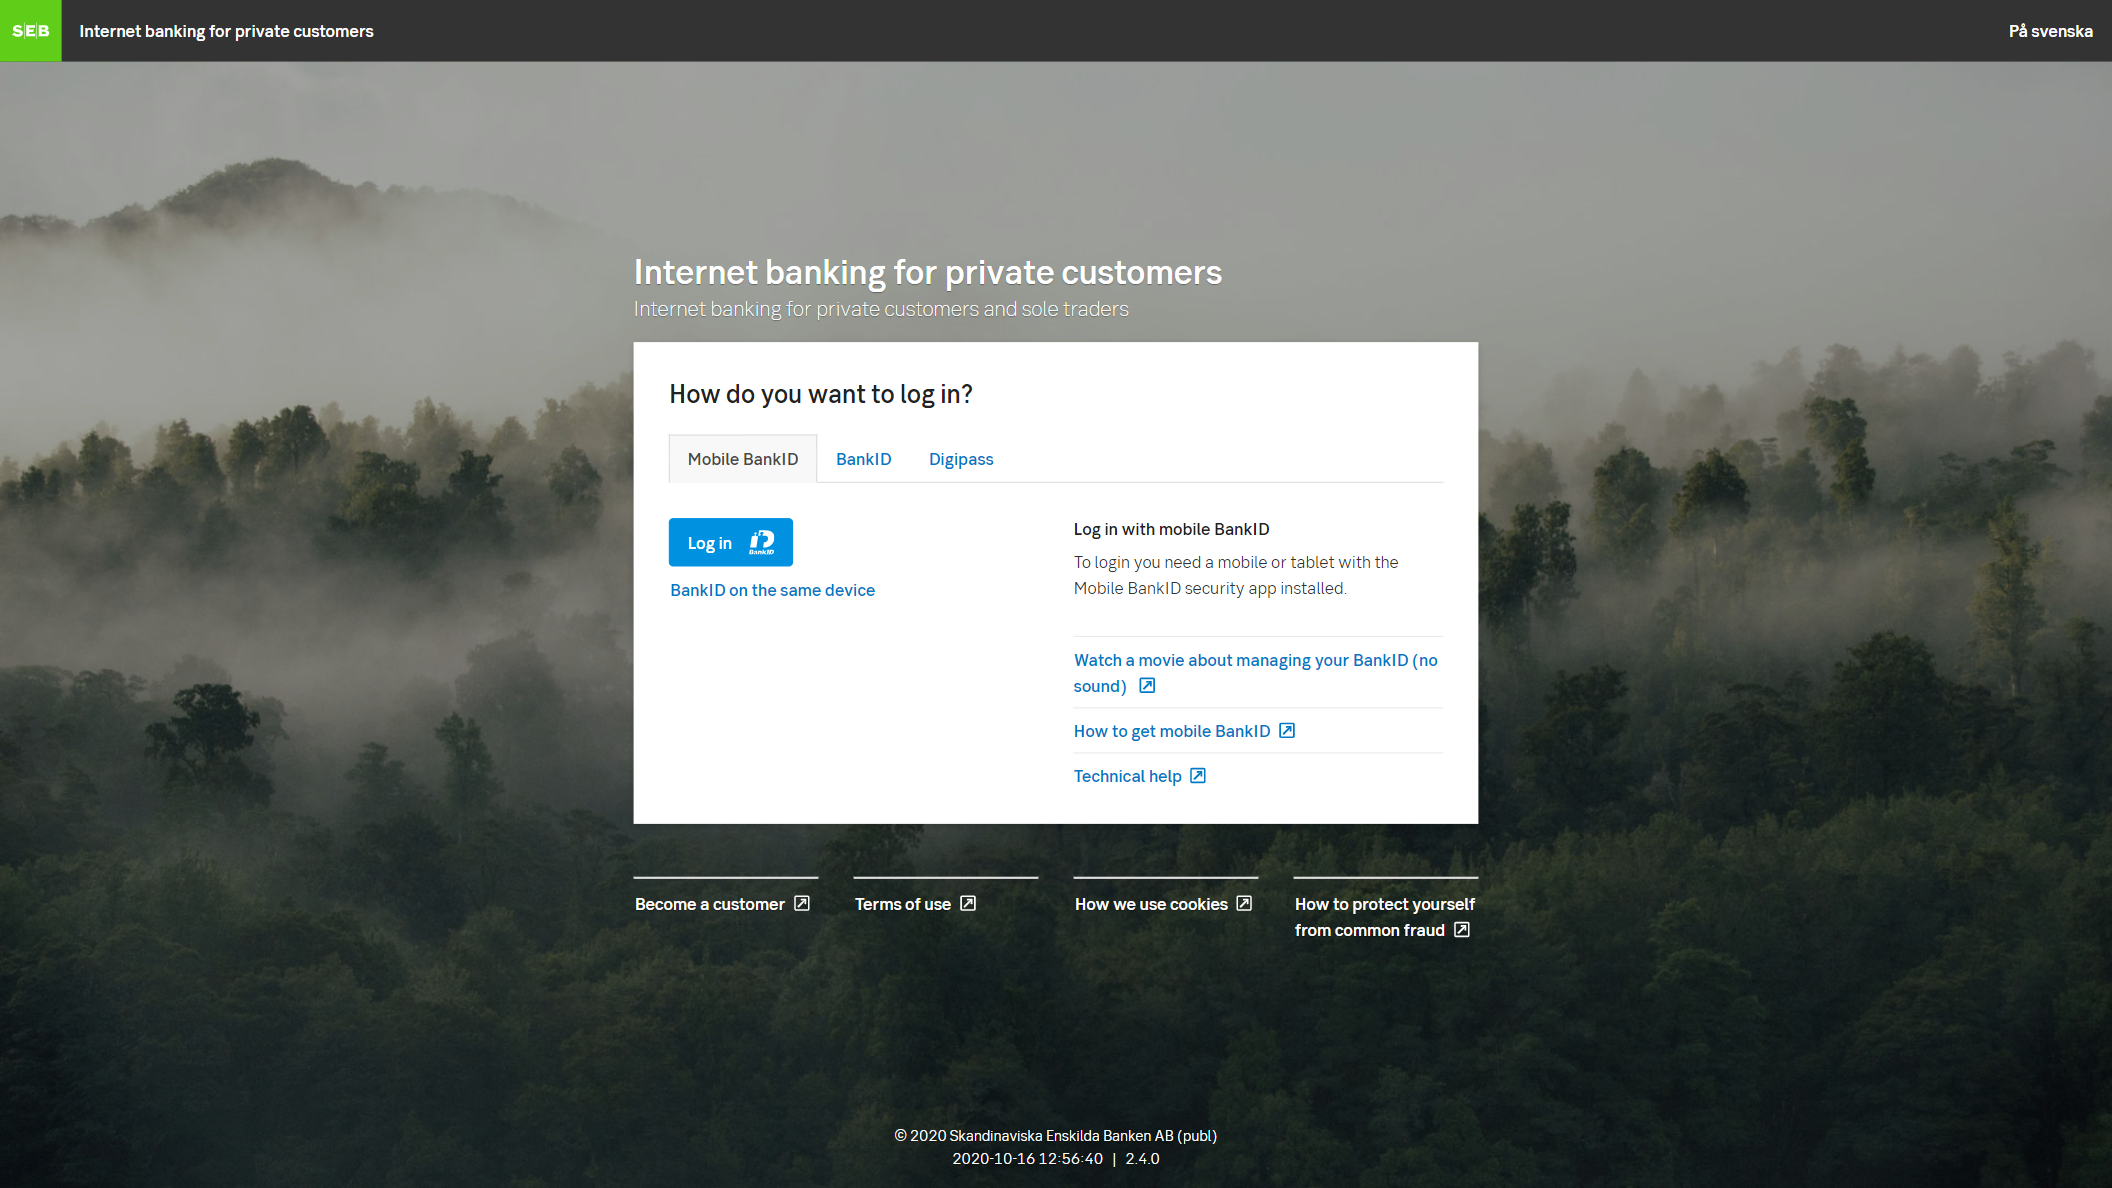 SEB
Internet banking for private customers
På svenska
Internet banking for private customers
Internet banking for private customers and sole traders
How do you want to log in?
Mobile BankID
BankID
Digipass
Log in
BankID
BankID on the same device
Log in with mobile BankID
To login you need a mobile or tablet with the
Mobile BankID security app installed.
Watch a movie about managing your BankID (no
sound)
How to get mobile BankID
Technical help
Become a customer
Terms of use
How we use cookies
How to protect yourself
from common fraud
© 2020 Skandinaviska Enskilda Banken AB (publ)
2020-10-16 12:56:40 | 2.4.0